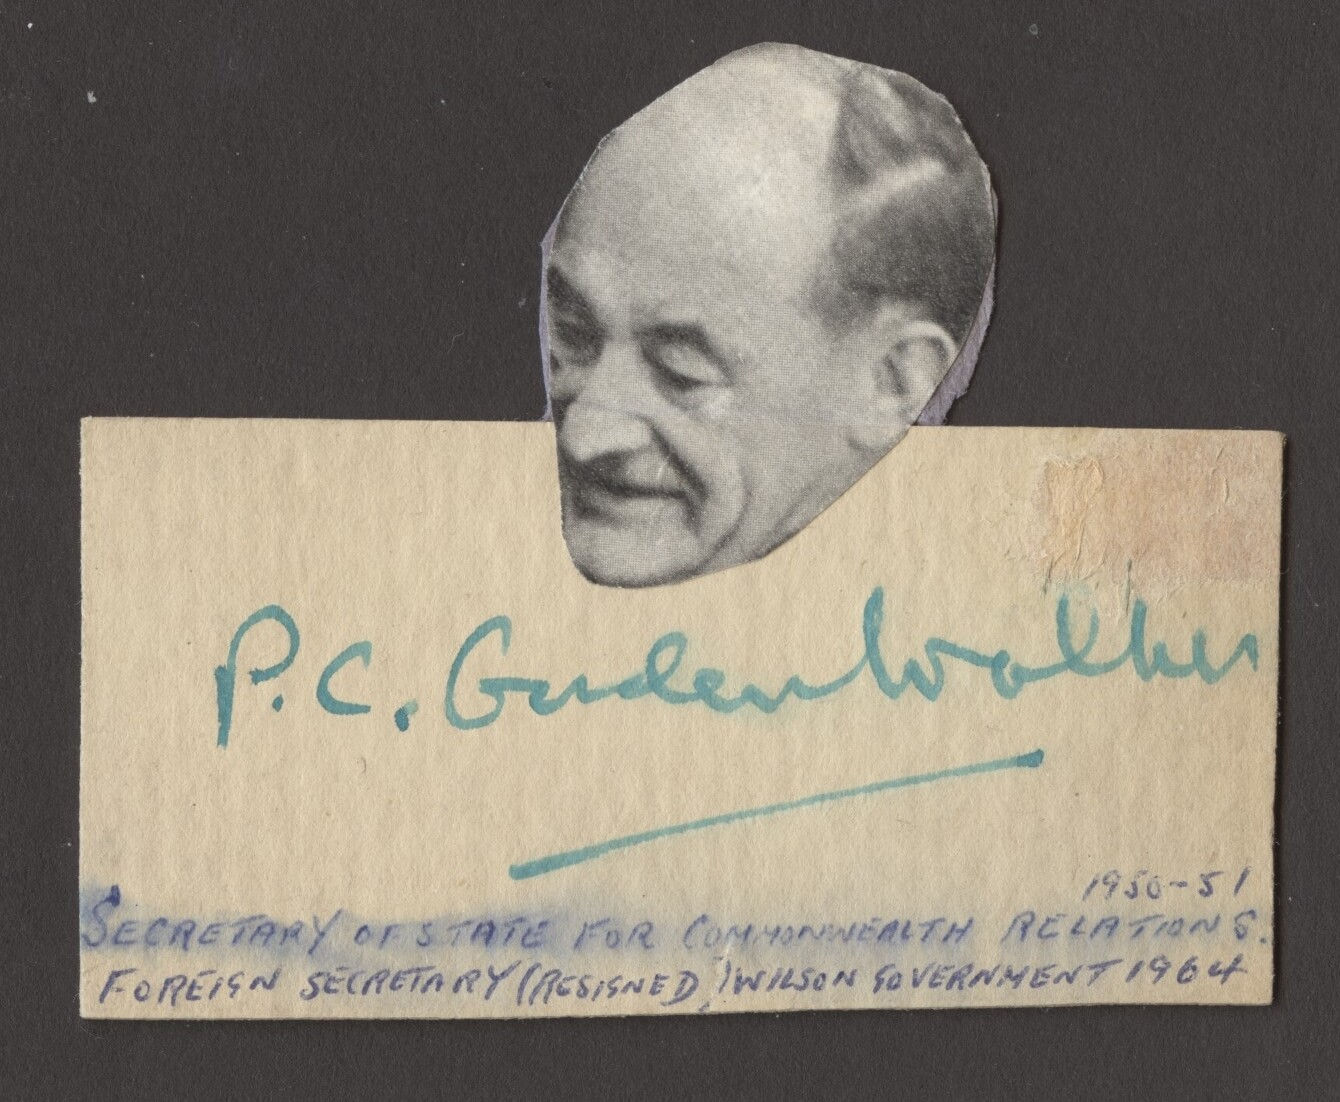 P. C. Gordon Walker
1950-51
SECRETARY OF STATE FOR COMMONWEALTH RELATIONS.
FOREIGN SECRETARY (RESIGNED) WILSON GOVERNMENT 1964